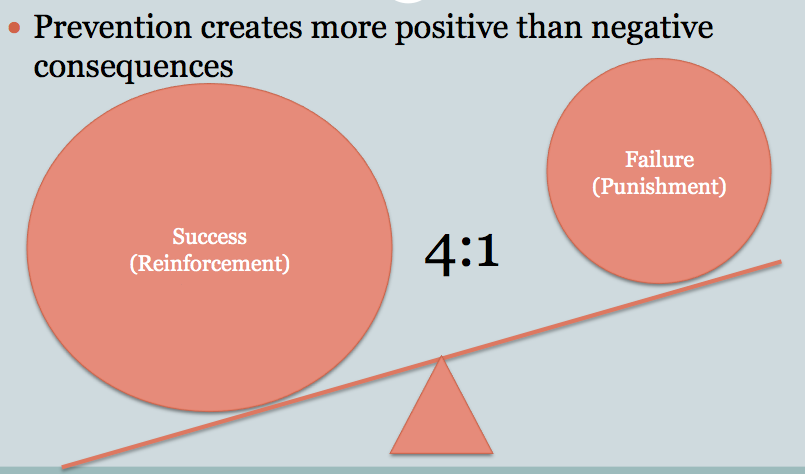 • Prevention creates more positive than negative
consequences
Failure
(Punishment)
Success
(Reinforcement)
4:1